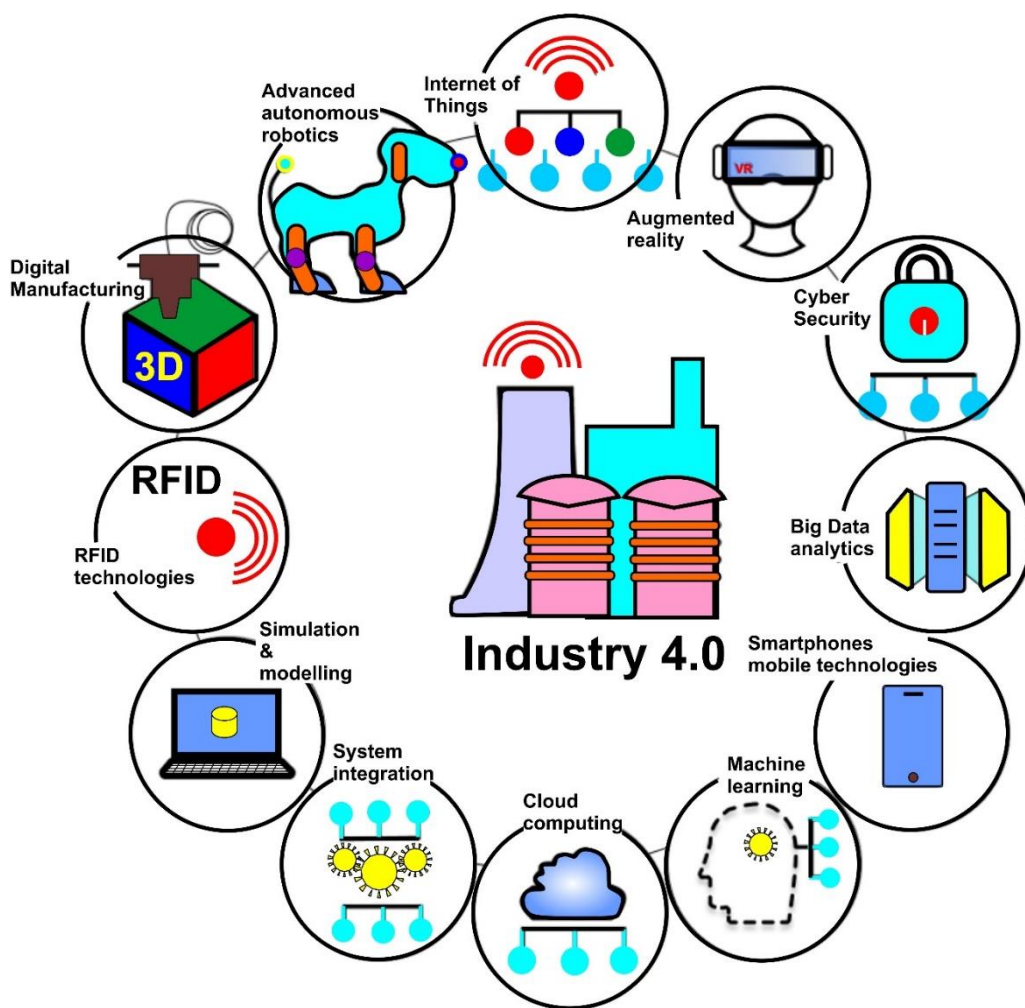 Internet of
Things
Advanced
autonomous
robotics
VR
Augmented
reality
Digital
Manufacturing
3D
Cyber
Security
RFID
RFID
technologies
Big Data
analytics
Simulation
&
modelling
Industry 4.0
Smartphones
mobile technologies
System
integration
Machine
learning
Cloud
computing